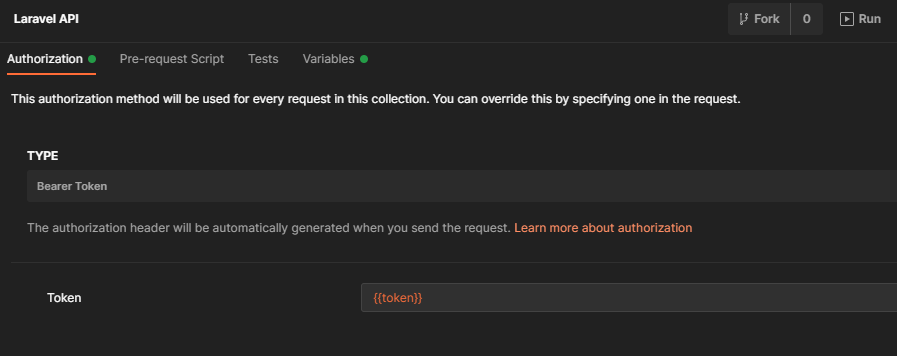 Laravel API
Fork 0 Run
Authorization Pre-request Script Tests Variables
This authorization method will be used for every request in this collection. You can override this by specifying one in the request.
TYPE
Bearer Token
The authorization header will be automatically generated when you send the request. Learn more about authorization
Token {{token}}